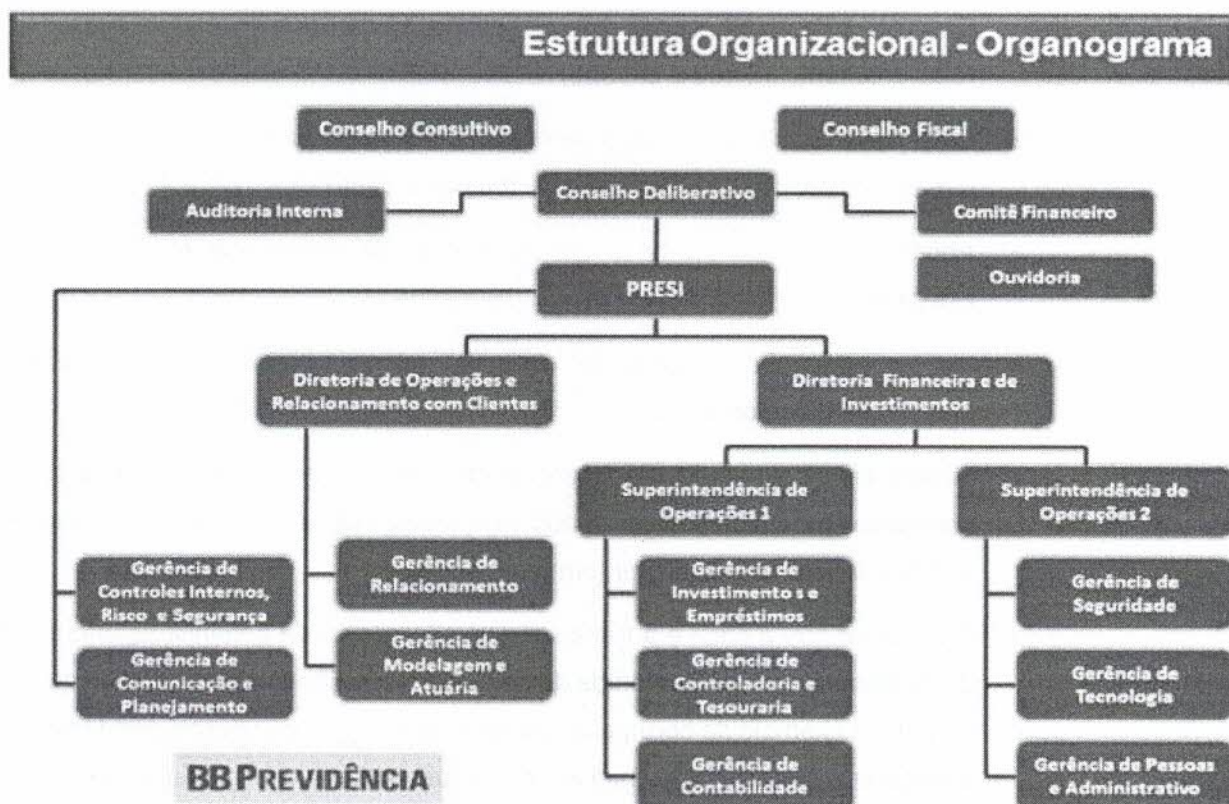 Estrutura Organizacional - Organograma
Conselho Consultivo
Conselho Fiscal
Conselho Deliberativo
Auditoria Interna
Comitê Financeiro
Ouvidoria
PRESI
Diretoria de Operações e
Relacionamento com Clientes
Diretoria Financeira e de
Investimentos
Superintendência de
Operações 1
Superintendência de
Operações 2
Gerência de
Controles Internos,
Risco e Segurança
Gerência de
Comunicação e
Planejamento
Gerência de
Relacionamento
Gerência de
Modelagem e
Atuária
Gerência de
Investimento s e
Empréstimos
Gerência de
Controladoria e
Tesouraria
Gerência de
Contabilidade
Gerência de
Seguridade
Gerência de
Tecnologia
Gerência de Pessoas
e Administrativo
BB PREVIDÊNCIA